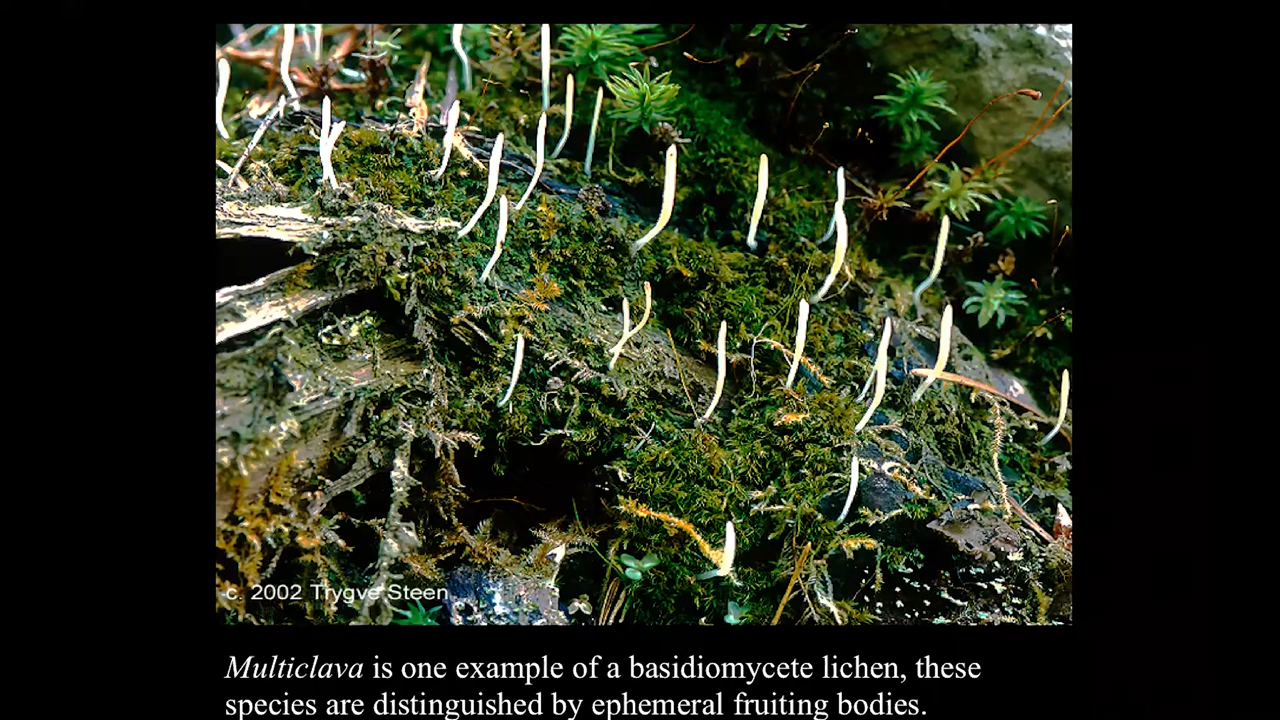 c. 2002 Trygve Steen
Multiclava is one example of a basidiomycete lichen, these
species are distinguished by ephemeral fruiting bodies.